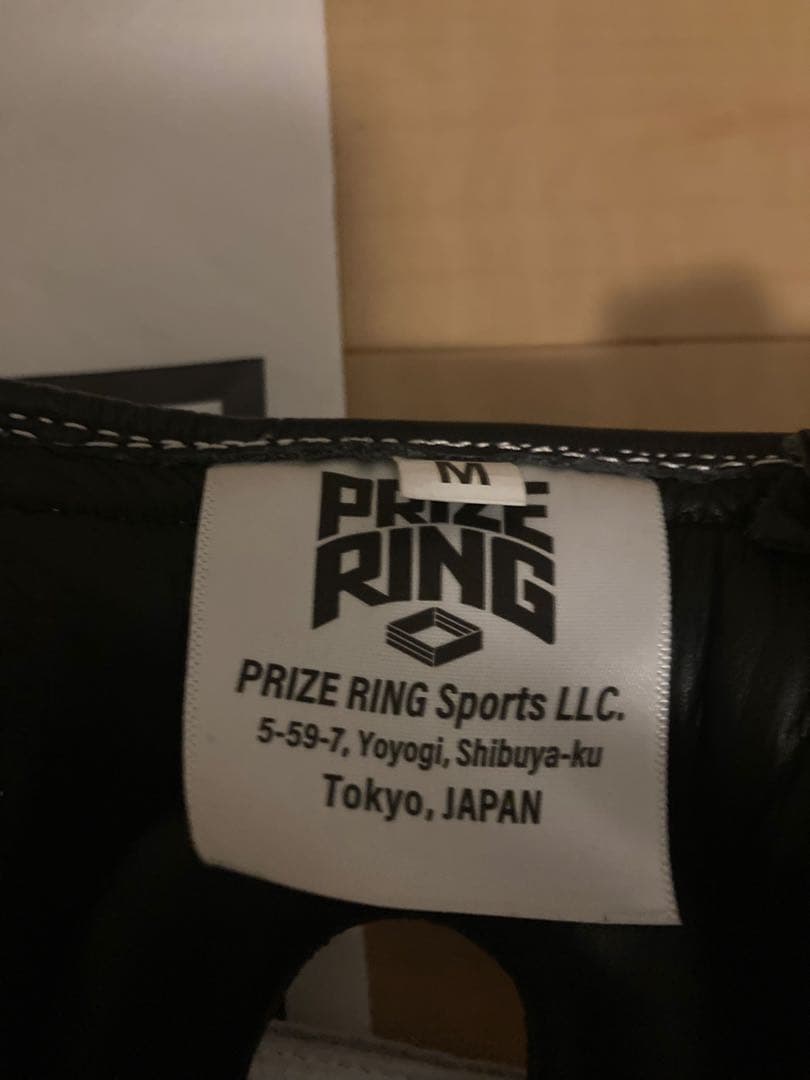 M
PRIZE
RING
PRIZE RING Sports LLC.
5-59-7, Yoyogi, Shibuya-ku
Tokyo, JAPAN